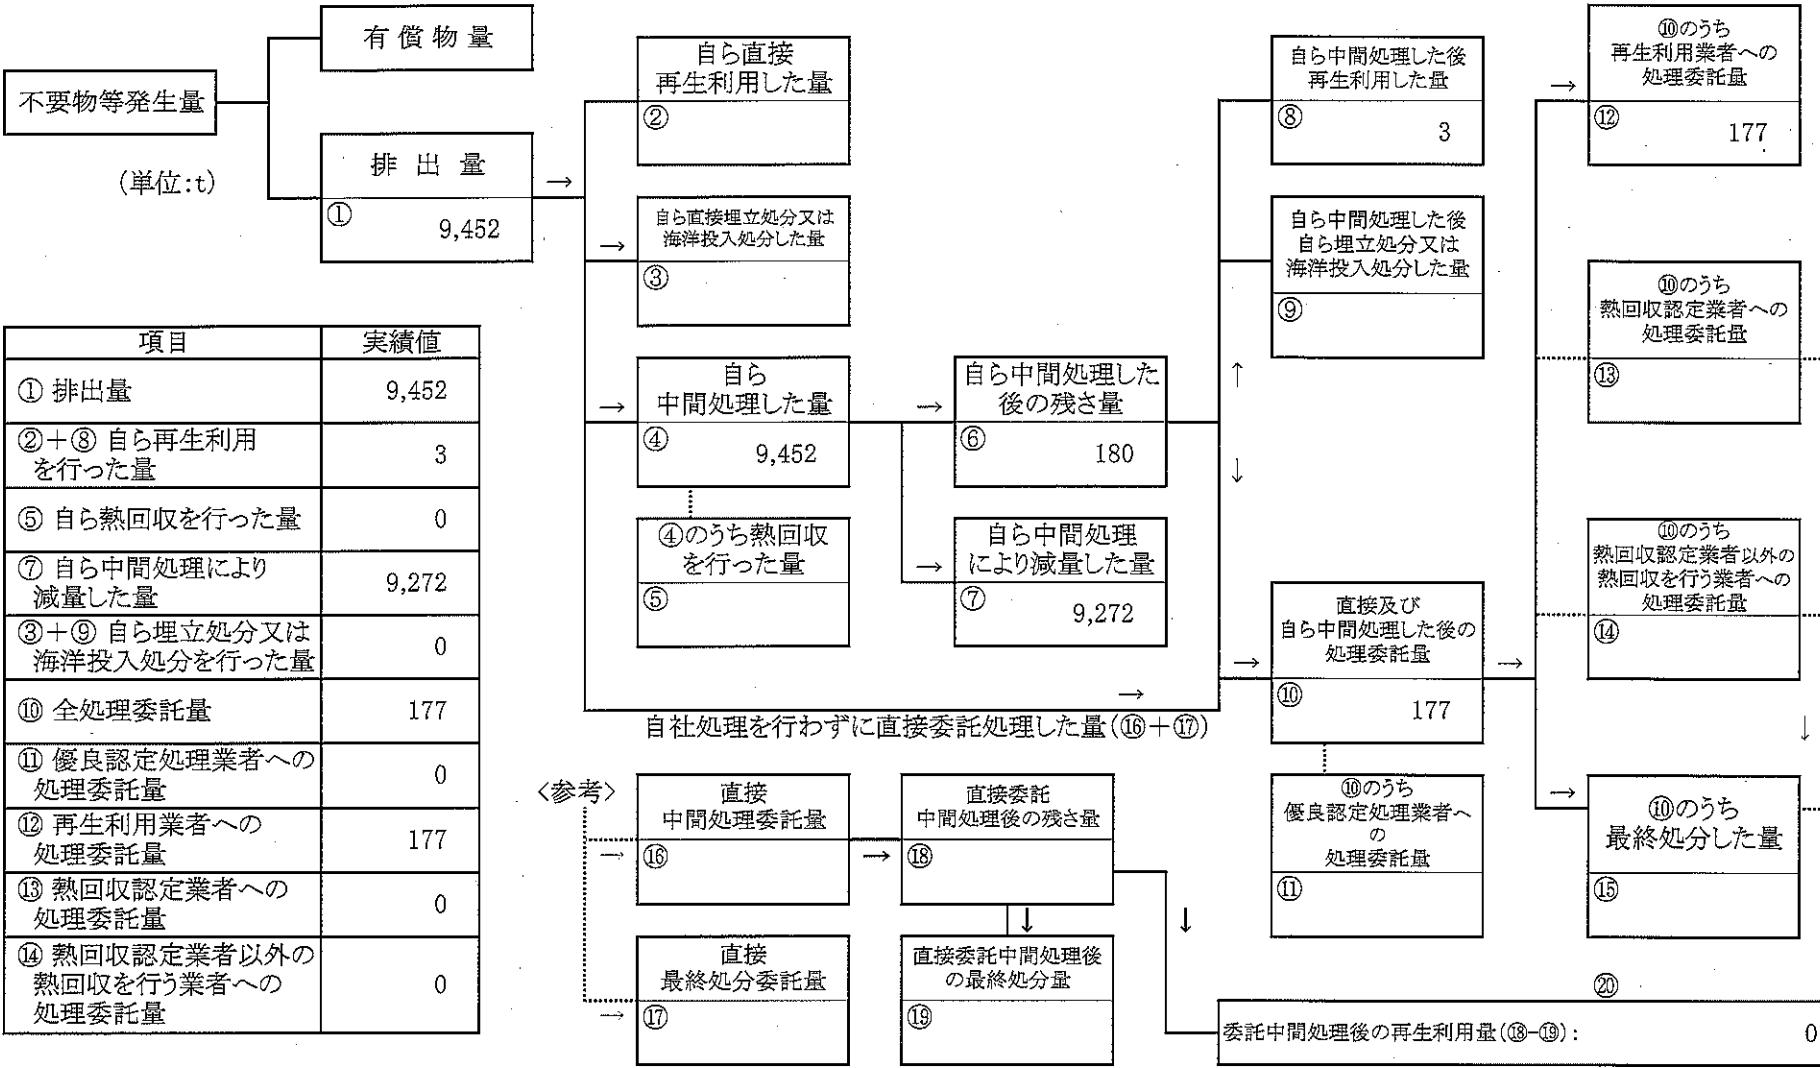 有 償 物 量
不要物等発生量
(単位:t)
排 出 量
①
9,452
→
自ら直接
再生利用した量
②
自ら直接埋立処分又は
海洋投入処分した量
→
③
自ら
中間処理した量
→
④
9,452
④のうち熱回収
を行った量
⑤
自ら中間処理した
後の残さ量
→
⑥
180
自ら中間処理
により減量した量
→
⑦
9,272
自ら中間処理した後
再生利用した量
⑧
3
自ら中間処理した後
自ら埋立処分又は
海洋投入処分した量
⑨
↑
↓
直接及び
自ら中間処理した後の
処理委託量
→
⑩
177
→
⑩のうち
優良認定処理業者へ
の
処理委託量
⑪
⑩のうち
再生利用業者への
処理委託量
→
⑫
177
⑩のうち
熱回収認定業者への
処理委託量
⑬
⑩のうち
熱回収認定業者以外の
熱回収を行う業者への
処理委託量
⑭
↓
→
⑩のうち
最終処分した量
⑮
→
自社処理を行わずに直接委託処理した量(⑯+⑰)
<参考>
直接
中間処理委託量
→
⑯
直接
最終処分委託量
→
⑰
直接委託
中間処理後の残さ量
→
⑱
↓
↓
直接委託中間処理後
の最終処分量
⑲
⑳
委託中間処理後の再生利用量(⑱-⑲):
0
項目 実績値
① 排出量 9,452
②+⑧ 自ら再生利用
を行った量 3
⑤ 自ら熱回収を行った量 0
⑦ 自ら中間処理により
減量した量 9,272
③+⑨ 自ら埋立処分又は
海洋投入処分を行った量 0
⑩ 全処理委託量 177
⑪ 優良認定処理業者への
処理委託量 0
⑫ 再生利用業者への
処理委託量 177
⑬ 熱回収認定業者への
処理委託量 0
⑭ 熱回収認定業者以外の
熱回収を行う業者への
処理委託量 0